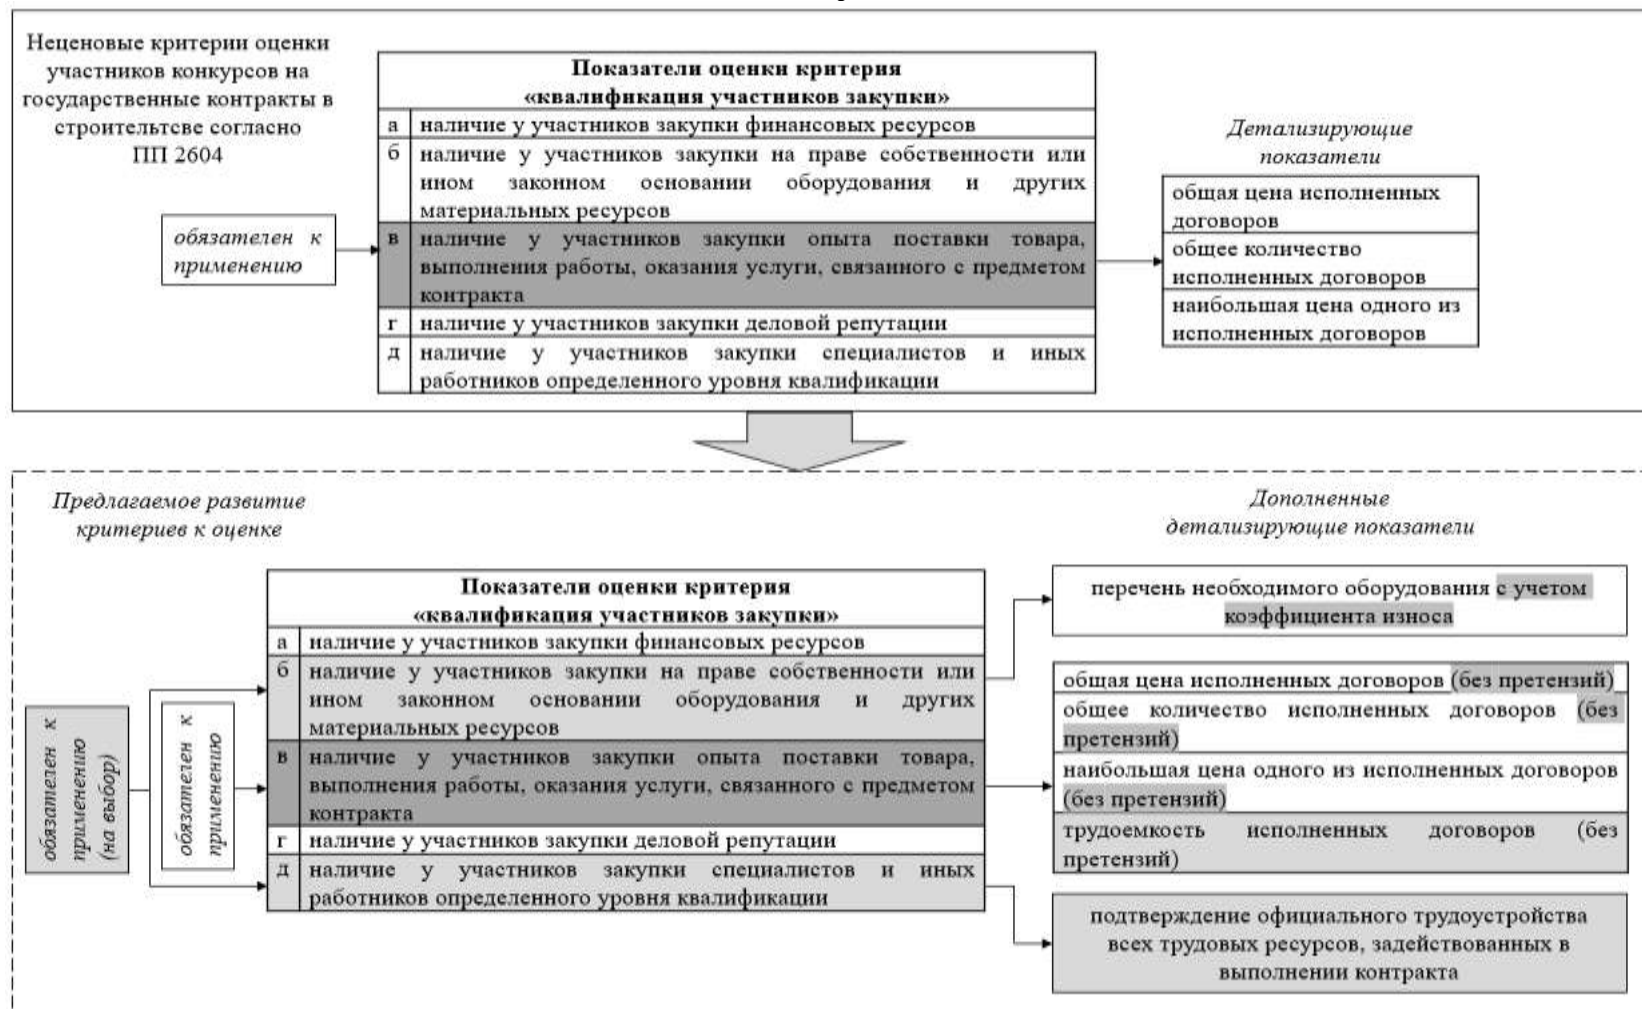 Неценовые критерии оценки
участников конкурсов на
государственные контракты в
строительтсве согласно
ПП 2604
обязателен к
применению
Показатели оценки критерия
«квалификация участников закупки»
а наличие у участников закупки финансовых ресурсов
б наличие у участников закупки на праве собственности или
ином законном основании оборудования и других
материальных ресурсов
в наличие у участников закупки опыта поставки товара,
выполнения работы, оказания услуги, связанного с предметом
контракта
г наличие у участников закупки деловой репутации
д наличие у участников закупки специалистов и иных
работников определенного уровня квалификации
Детализирующие
показатели
общая цена исполненных
договоров
общее количество
исполненных договоров
наибольшая цена одного из
исполненных договоров
Предлагаемое развитие
критериев к оценке
обязателен к
применению
(на выбор)
обязателен к
применению
Показатели оценки критерия
«квалификация участников закупки»
а наличие у участников закупки финансовых ресурсов
б наличие у участников закупки на праве собственности или
ином законном основании оборудования и других
материальных ресурсов
в наличие у участников закупки опыта поставки товара,
выполнения работы, оказания услуги, связанного с предметом
контракта
г наличие у участников закупки деловой репутации
д наличие у участников закупки специалистов и иных
работников определенного уровня квалификации
Дополненные
детализирующие показатели
перечень необходимого оборудования с учетом
коэффициента износа
общая цена исполненных договоров (без претензий)
общее количество исполненных договоров (без
претензий)
наибольшая цена одного из исполненных договоров
(без претензий)
трудоемкость исполненных договоров (без
претензий)
подтверждение официального трудоустройства
всех трудовых ресурсов, задействованных в
выполнении контракта